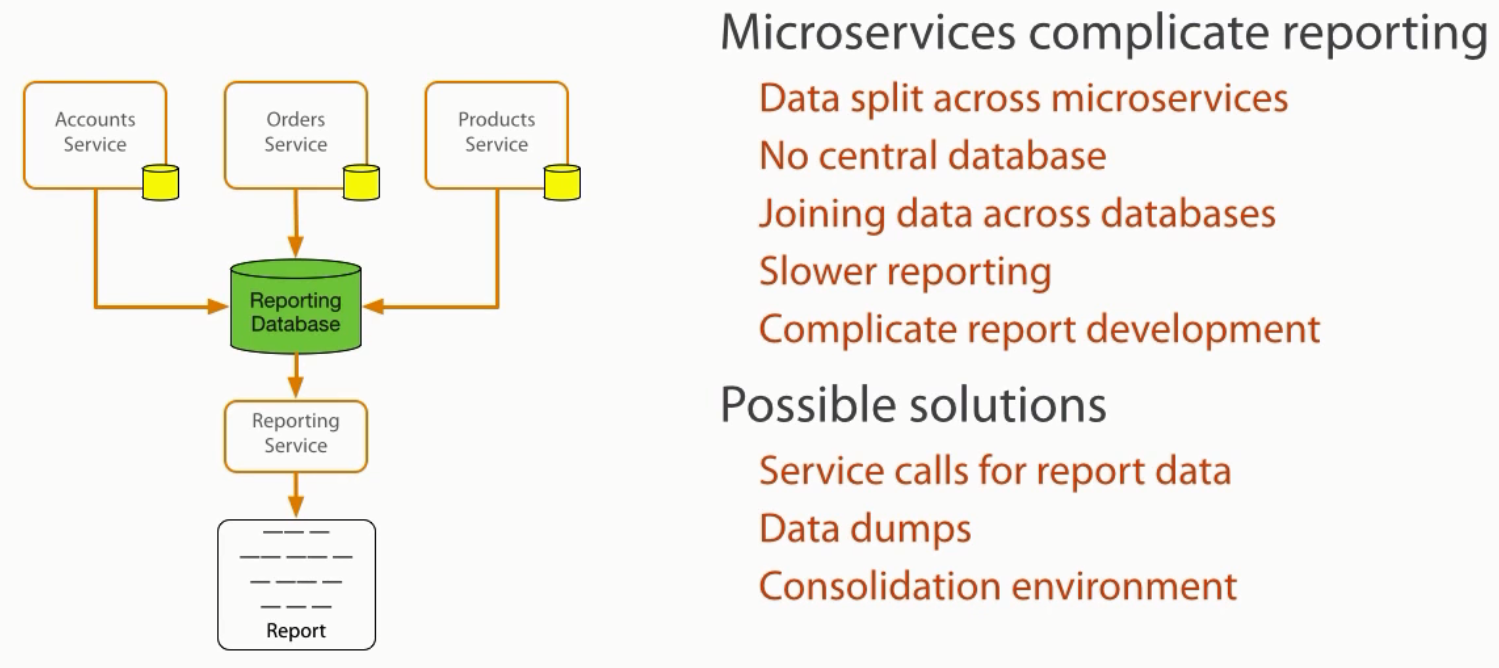 Accounts
Service
Orders
Service
Products
Service
Reporting
Database
Reporting
Service
Report
Microservices complicate reporting
Data split across microservices
No central database
Joining data across databases
Slower reporting
Complicate report development
Possible solutions
Service calls for report data
Data dumps
Consolidation environment